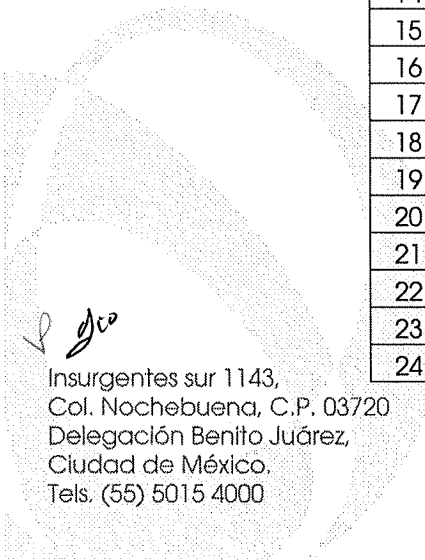 15
16
17
18
19
20
21
22
23
24
Insurgentes sur 1143,
Col. Nochebuena, C.P. 03720
Delegación Benito Juárez,
Ciudad de México.
Tels. (55) 5015 4000